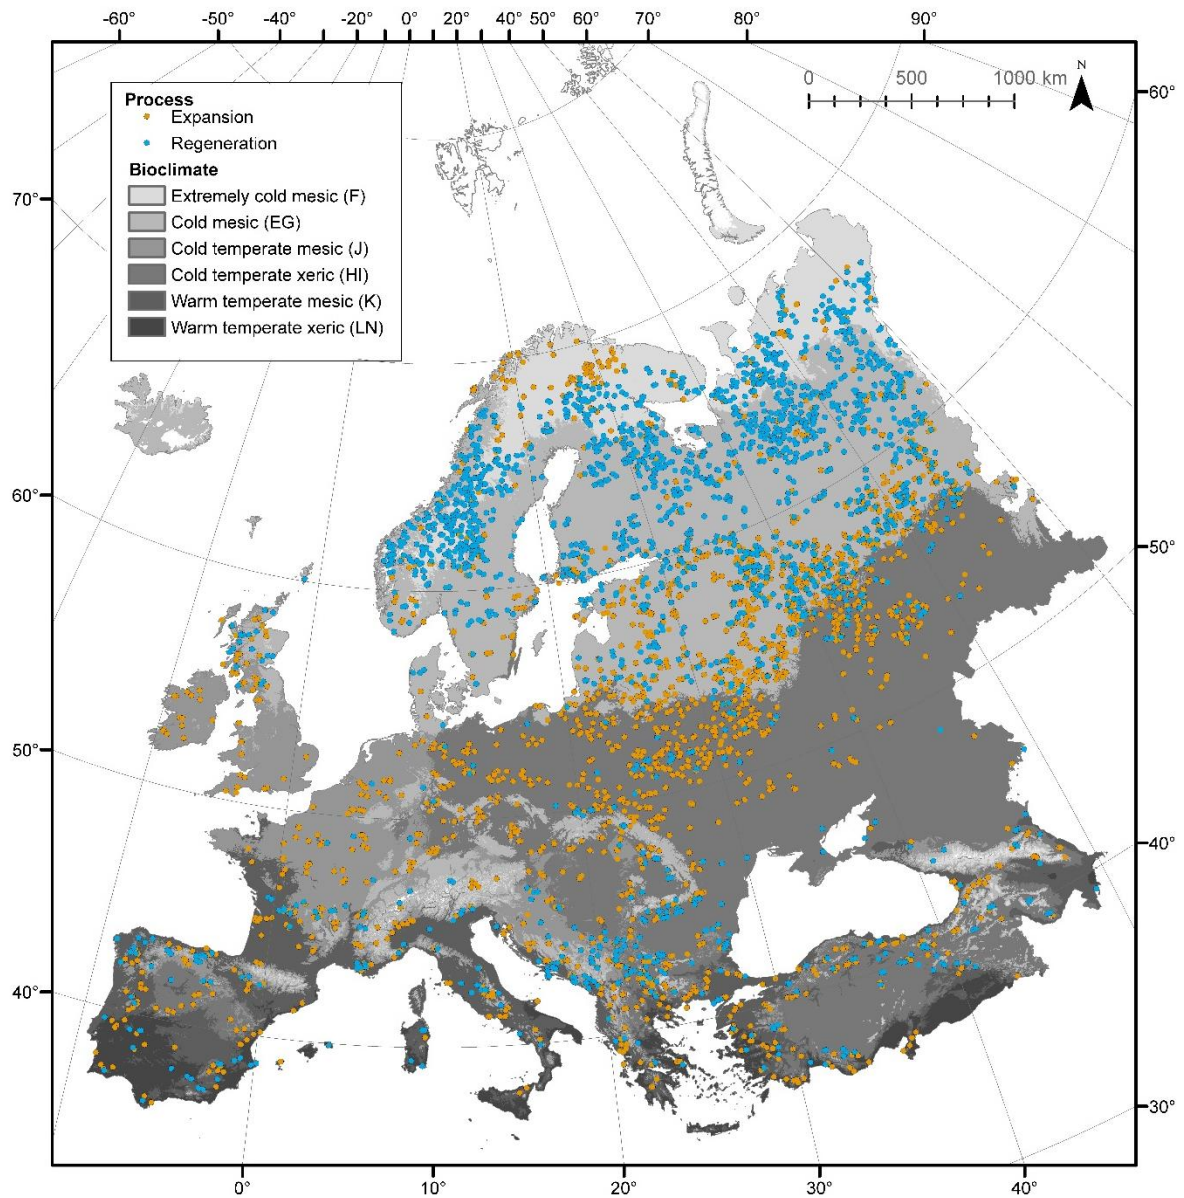 -60° -50° -40° -20° 0° 20° 40° 50° 60° 70° 80° 90°
N
0 500 1000 km
60°
Process
Expansion
Regeneration
Bioclimate
Extremely cold mesic (F)
Cold mesic (EG)
Cold temperate mesic (J)
Cold temperate xeric (HI)
Warm temperate mesic (K)
Warm temperate xeric (LN)
70°
60°
50°
50°
40°
40°
30°
0° 10° 20° 30° 40°